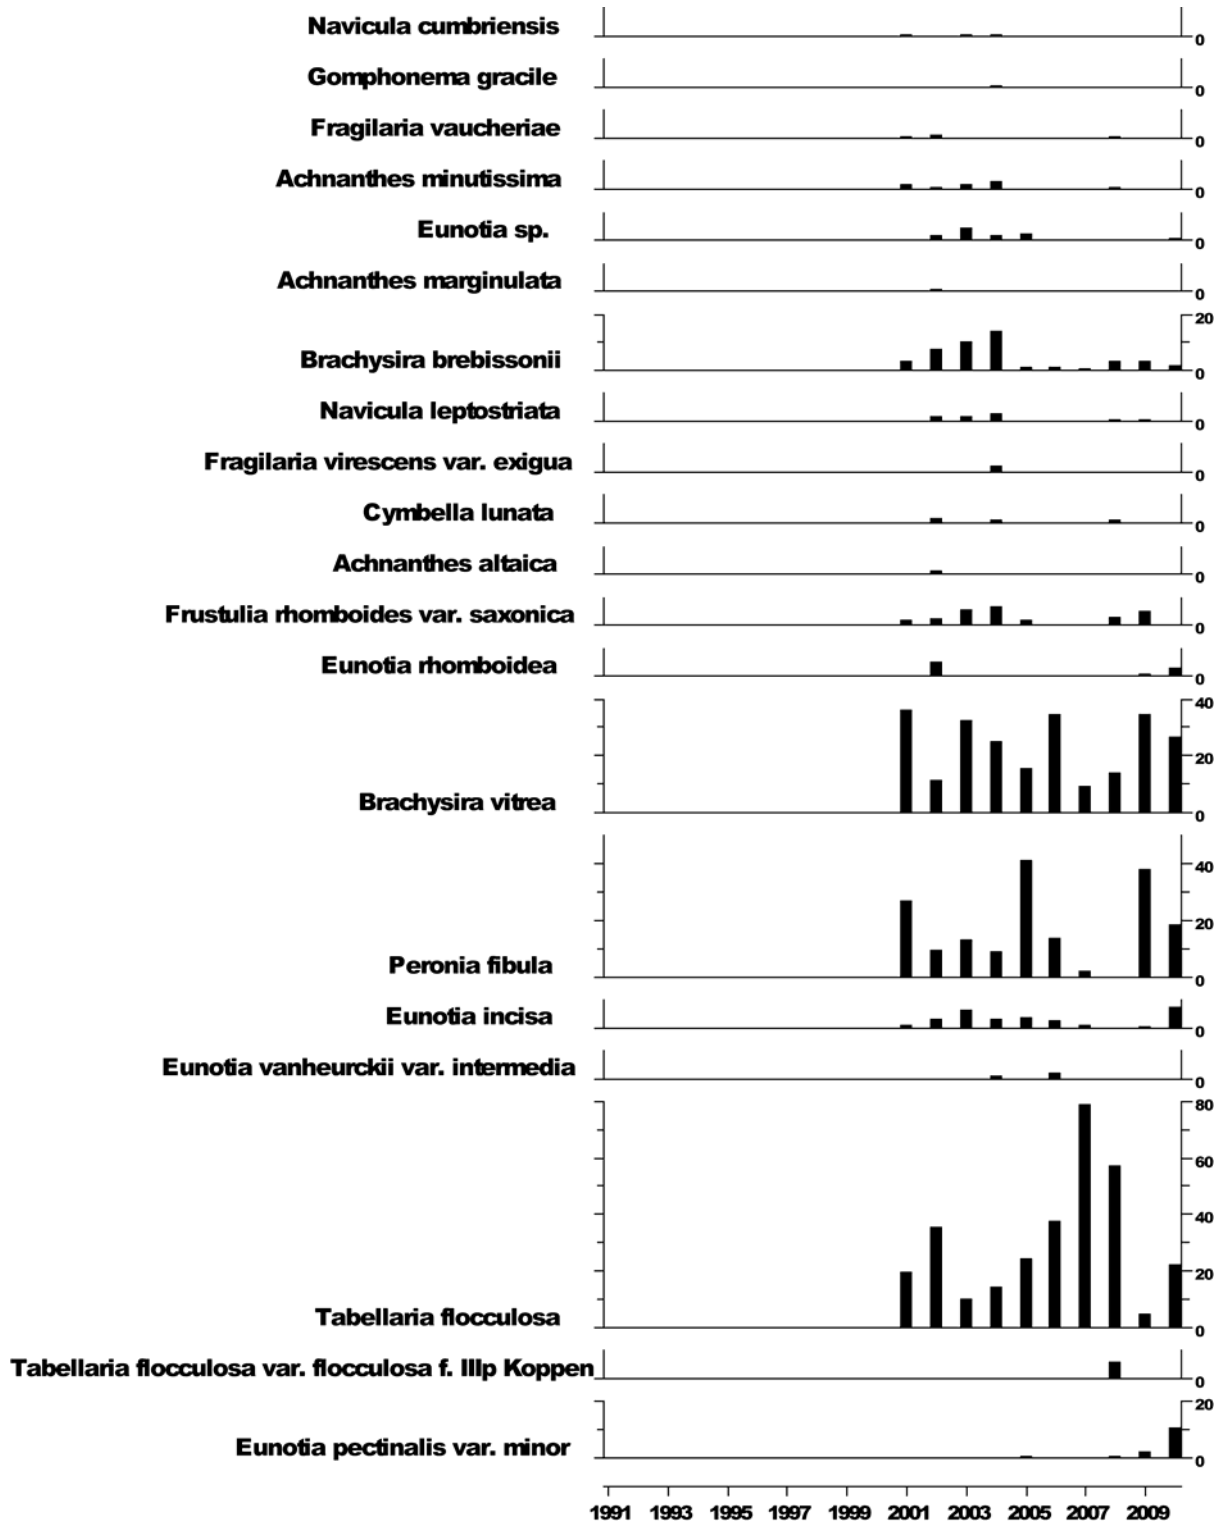 Navicula cumbriensis 0
Gomphonema gracile 0
Fragilaria vaucheriae 0
Achnanthes minutissima 0
Eunotia sp. 0
Achnanthes marginulata 0
20
Brachysira brebissonii 0
Navicula leptostriata 0
Fragilaria virescens var. exigua 0
Cymbella lunata 0
Achnanthes altaica 0
Frustulia rhomboides var. saxonica 0
Eunotia rhomboidea 0
40
20
Brachysira vitrea 0
40
20
Peronia fibula 0
Eunotia incisa 0
Eunotia vanheurckii var. intermedia 0
80
60
40
20
Tabellaria flocculosa 0
Tabellaria flocculosa var. flocculosa f. IIIp Koppen 0
20
Eunotia pectinalis var. minor 0
1991 1993 1995 1997 1999 2001 2003 2005 2007 2009